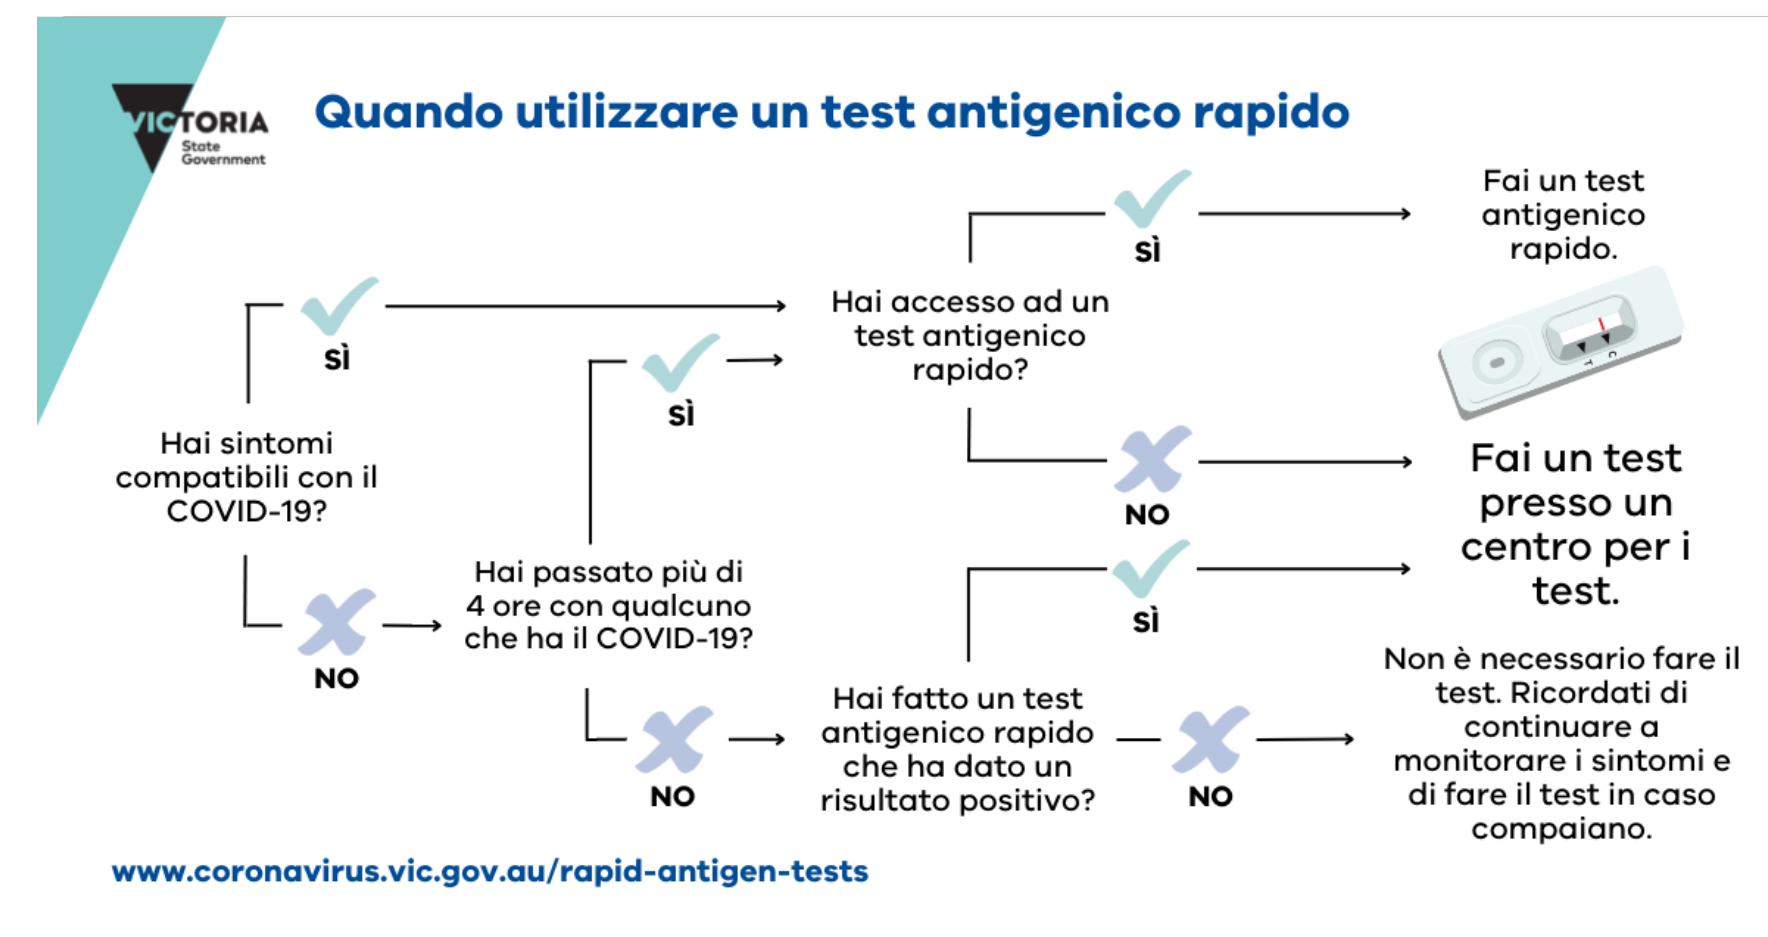 VICTORIA
State
Government
Quando utilizzare un test antigenico rapido
Hai sintomi
compatibili con il
COVID-19?
SÌ
NO
Hai passato più di
4 ore con qualcuno
che ha il COVID-19?
SÌ
NO
Hai accesso ad un
test antigenico
rapido?
SÌ
NO
Hai fatto un test
antigenico rapido
che ha dato un
risultato positivo?
SÌ
NO
Fai un test
antigenico
rapido.
C
T
Fai un test
presso un
centro per i
test.
Non è necessario fare il
test. Ricordati di
continuare a
monitorare i sintomi e
di fare il test in caso
compaiano.
www.coronavirus.vic.gov.au/rapid-antigen-tests